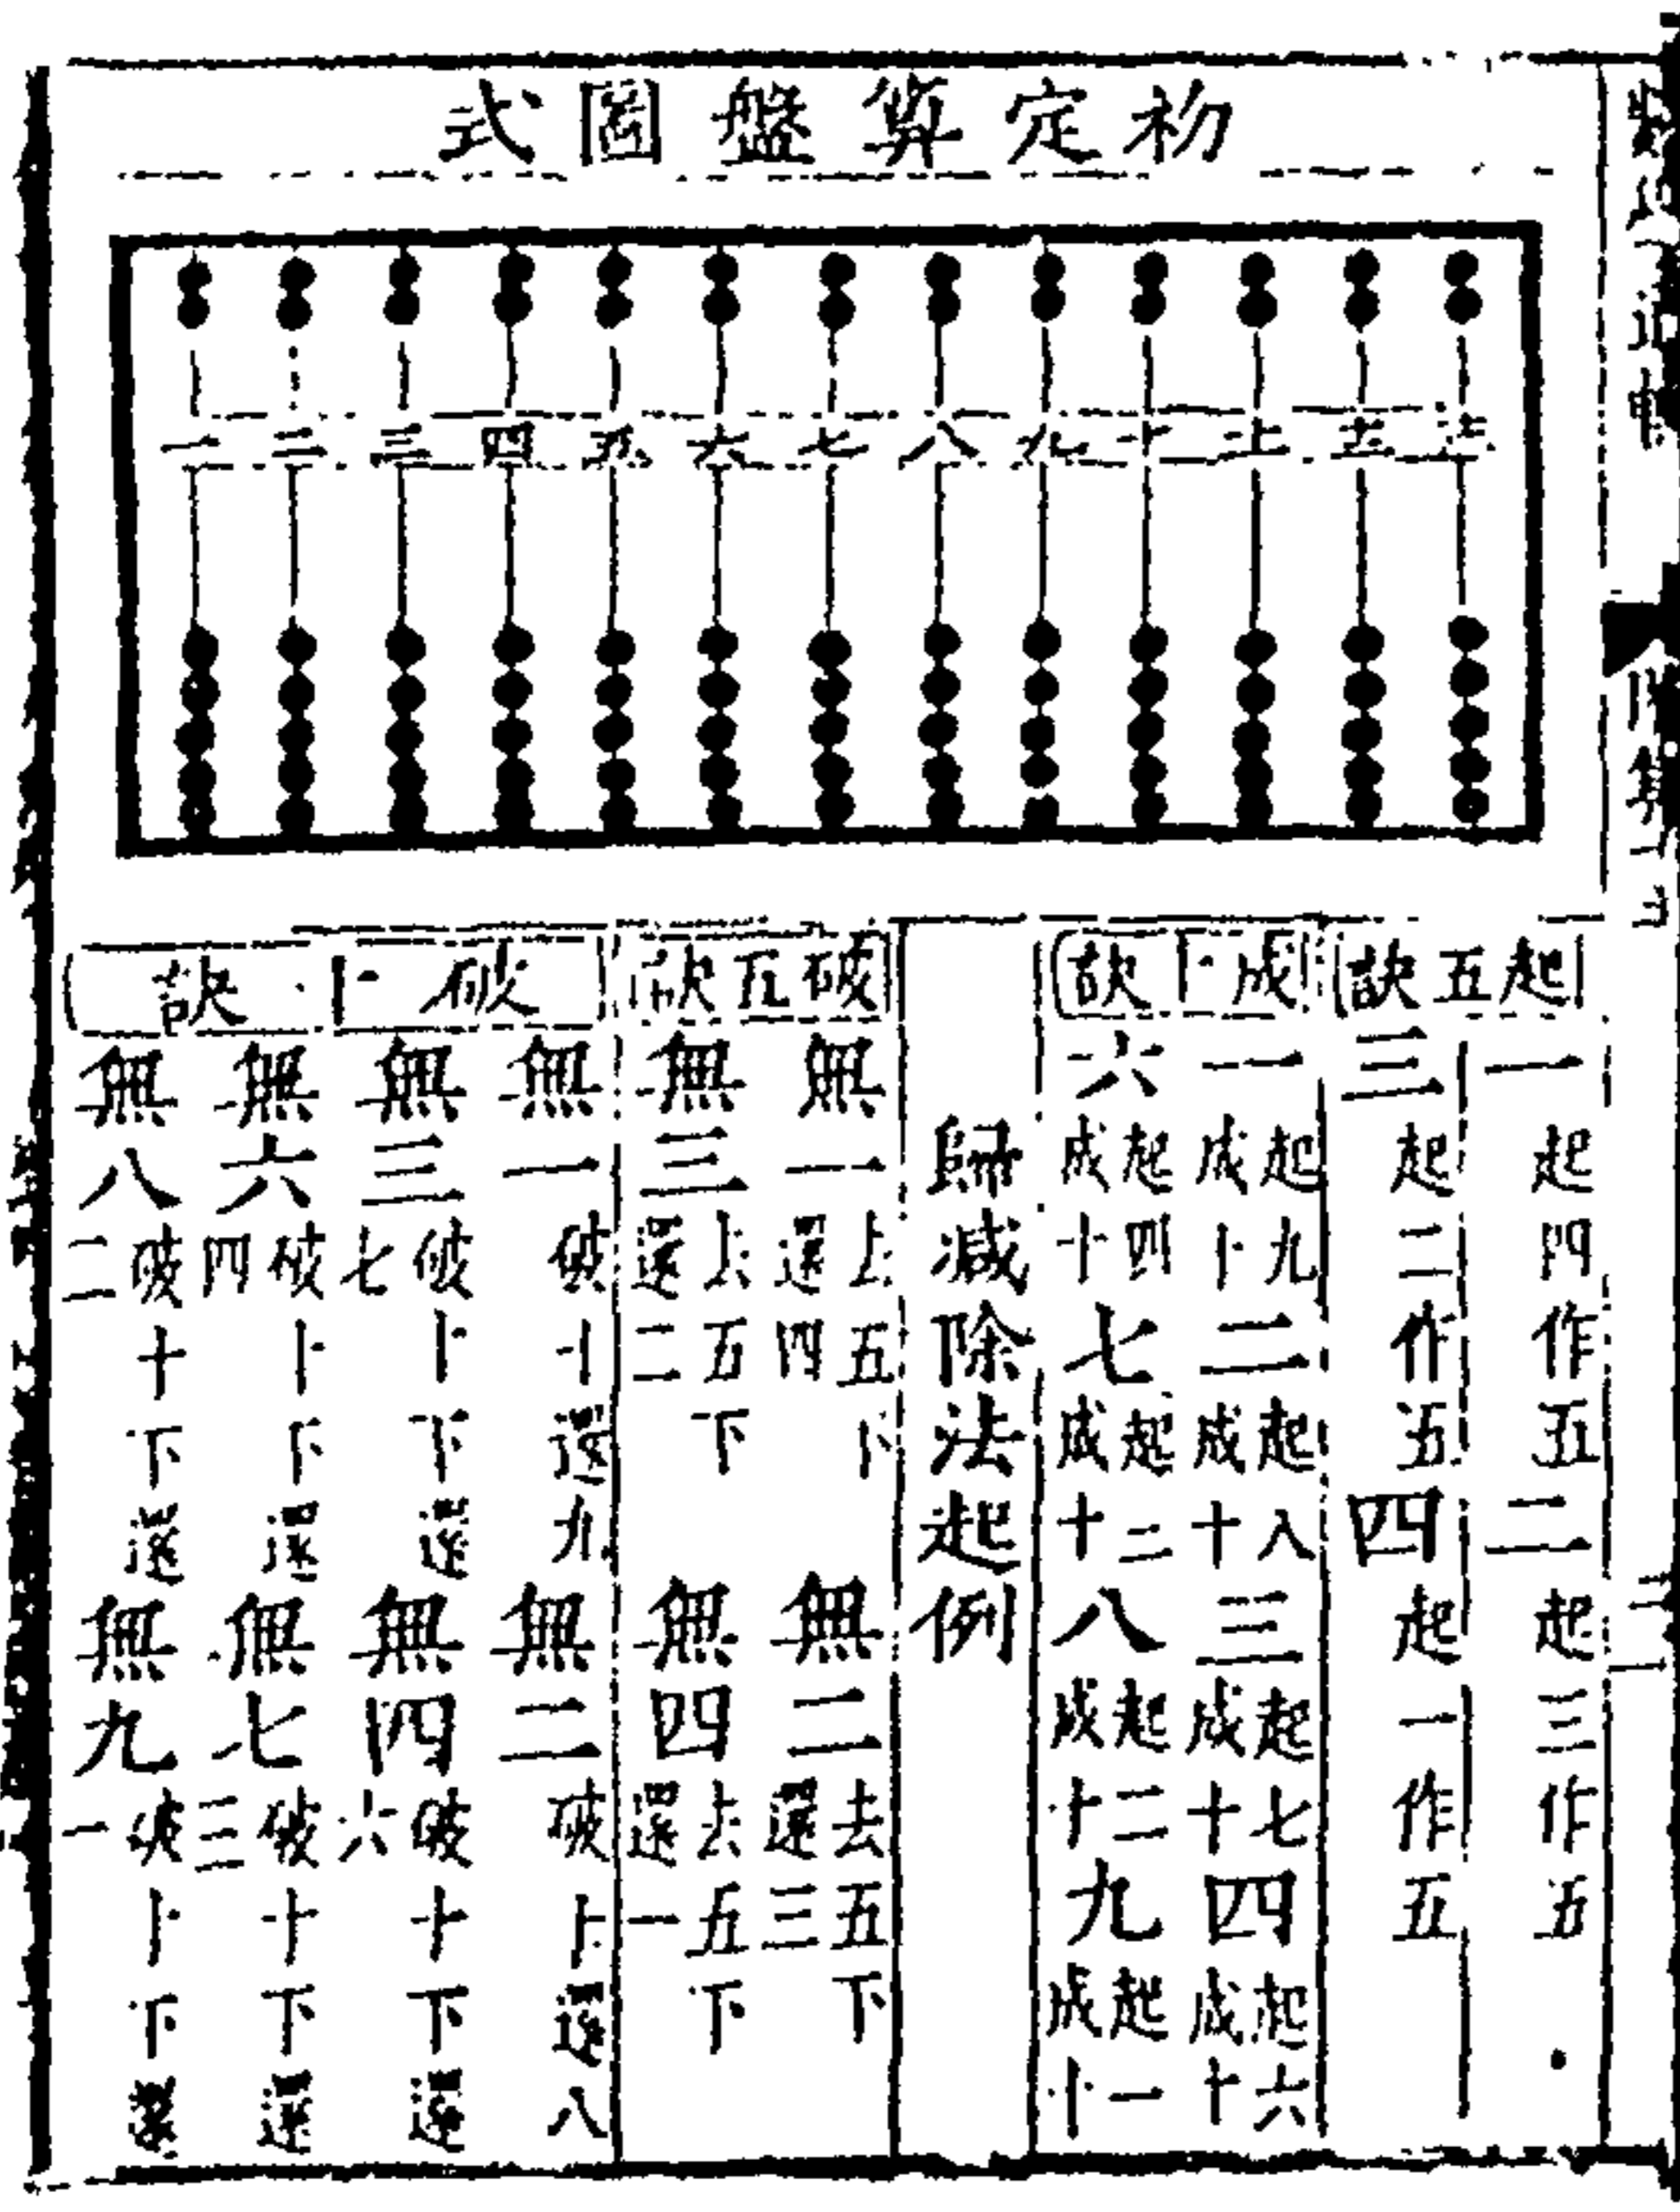 初定算盤圖式
一二三四五六七八九十十一十二十三
起五訣
一起四作五二起三作五
三起二作五四起一作五
成十訣
一起九成十二起八成十三起七成十四起六成十
六起四成十七起三成十八起二成十九起一成十
歸減除法起例
破五訣
無一去五下還四無二去五下還三
無三去五下還二無四去五下還一
破十訣
無一破十還九無二破十還八
無三破十下還七無四破十下還六
無六破十下還四無七破十下還三
無八破十下還二無九破十下還一